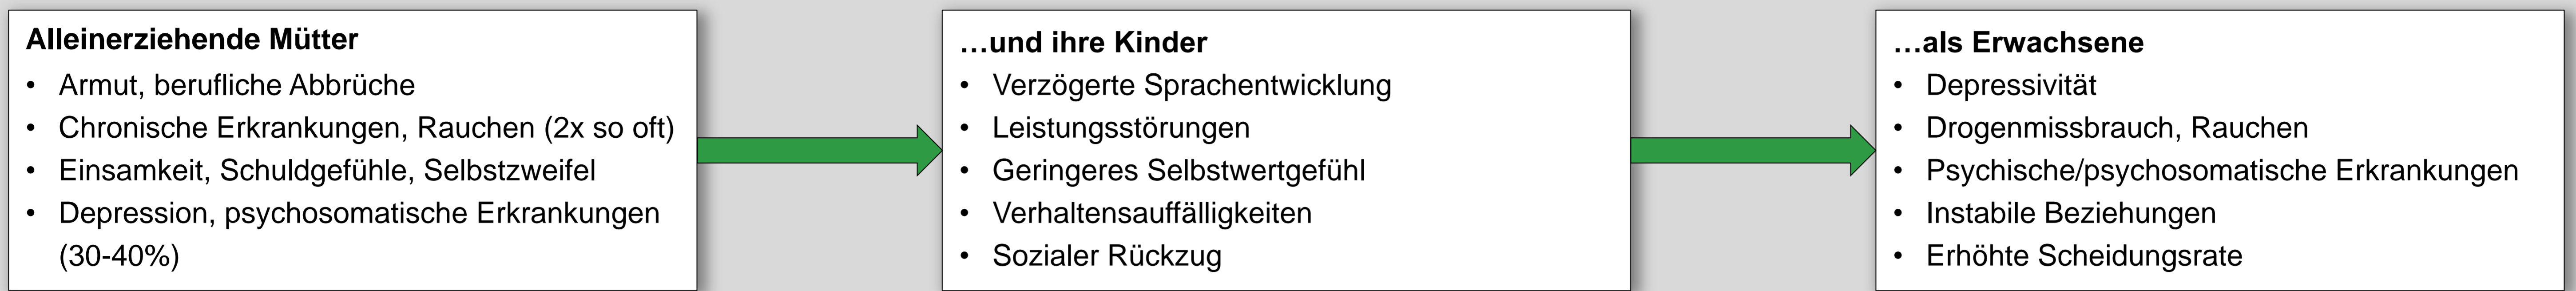 Alleinerziehende Mütter
• Armut, berufliche Abbrüche
• Chronische Erkrankungen, Rauchen (2x so oft)
• Einsamkeit, Schuldgefühle, Selbstzweifel
• Depression, psychosomatische Erkrankungen
(30-40%)
…und ihre Kinder
• Verzögerte Sprachentwicklung
• Leistungsstörungen
• Geringeres Selbstwertgefühl
• Verhaltensauffälligkeiten
• Sozialer Rückzug
…als Erwachsene
• Depressivität
• Drogenmissbrauch, Rauchen
• Psychische/psychosomatische Erkrankungen
• Instabile Beziehungen
• Erhöhte Scheidungsrate